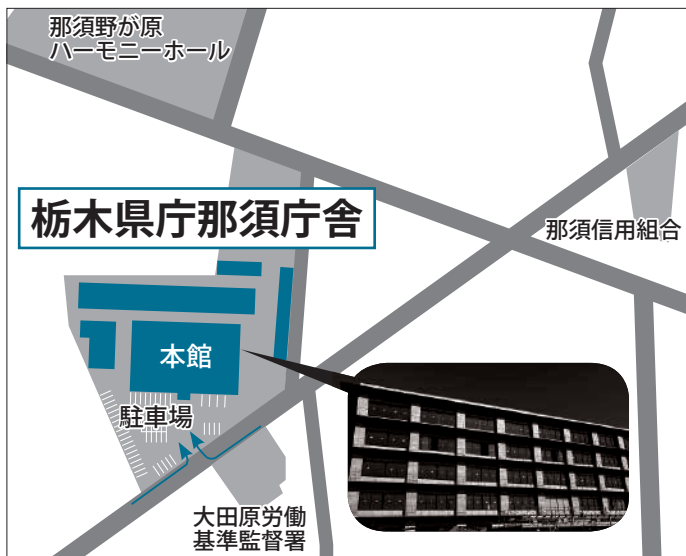 那須野が原
ハーモニーホール
栃木県庁那須庁舎
那須信用組合
本館
駐車場
大田原労働
基準監督署